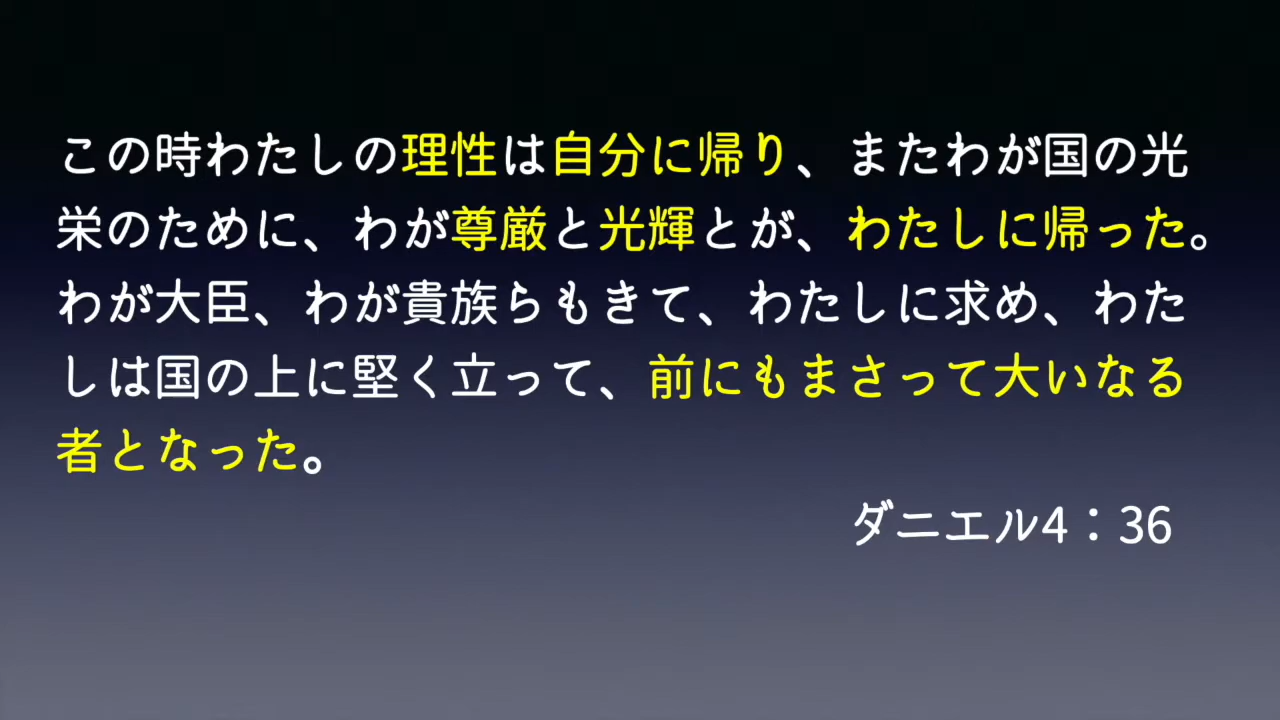 この時わたしの理性は自分に帰り、またわが国の光
栄のために、わが尊厳と光輝とが、わたしに帰った。
わが大臣、わが貴族らもきて、わたしに求め、わた
しは国の上に堅く立って、前にもまさって大いなる
者となった。
ダニエル4：36